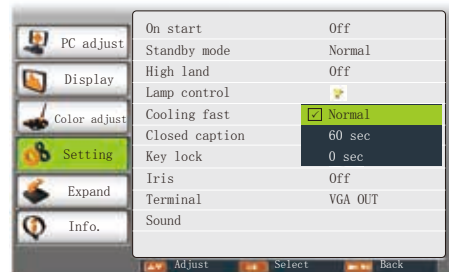 PC adjust
Display
Color adjust
Setting
Expand
Info.
On start Off
Standby mode Normal
High land Off
Lamp control
Cooling fast Normal
Closed caption 60 sec
Key lock 0 sec
Iris Off
Terminal VGA OUT
Sound
Adjust Select Back